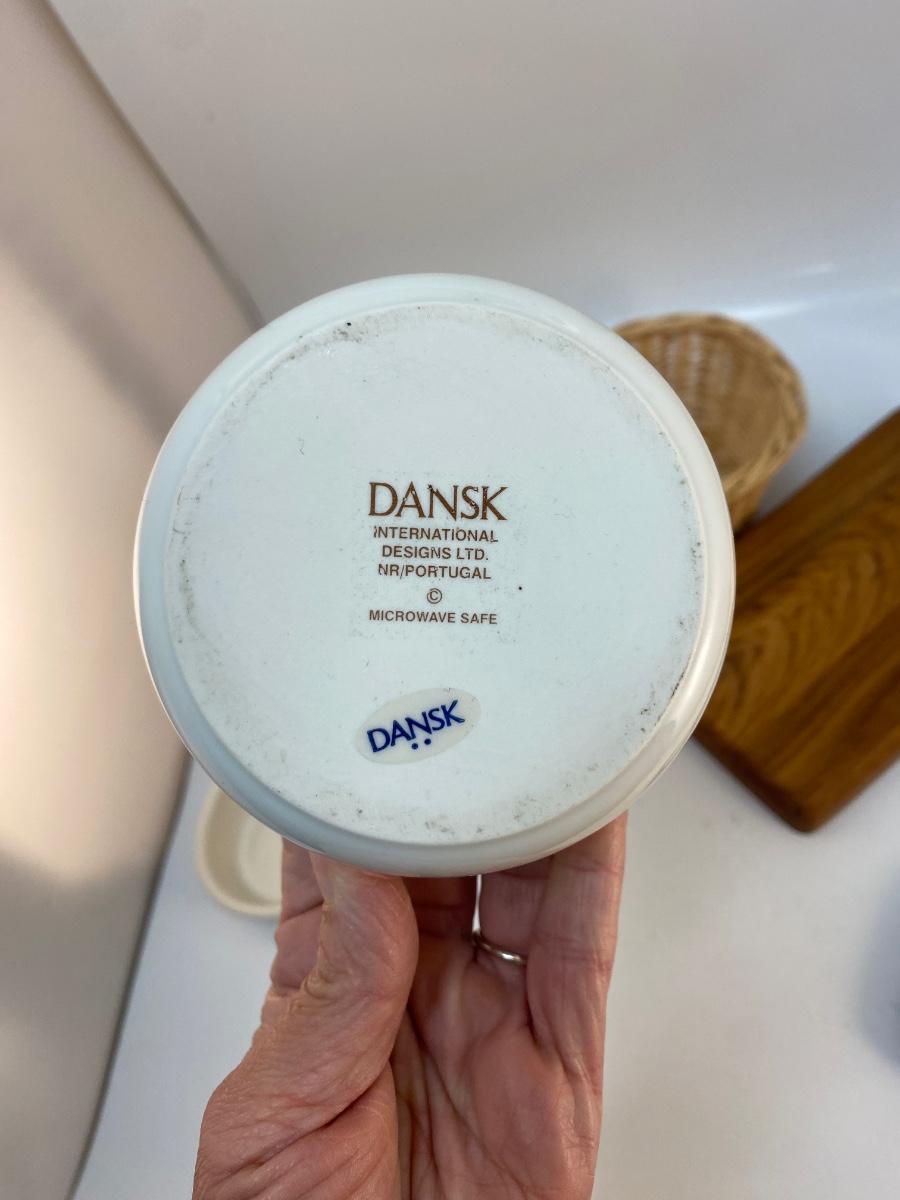 DANSK
INTERNATIONAL
DESIGNS LTD.
NR/PORTUGAL
©
MICROWAVE SAFE
DANSK